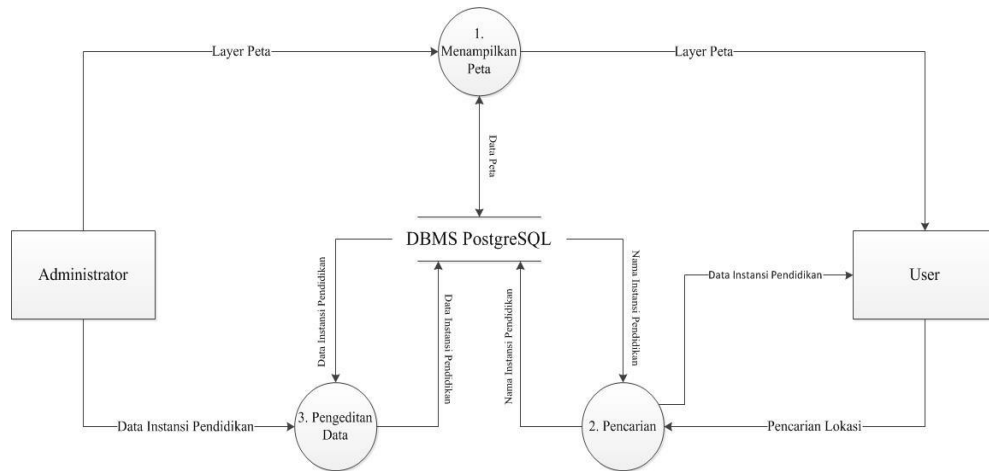 1.
Menampilkan
Peta
Layer Peta
Layer Peta
Data Peta
DBMS PostgreSQL
Administrator
User
Data Instansi Pendidikan
Data Instansi Pendidikan
Nama Instansi Pendidikan
Nama Instansi Pendidikan
Data Instansi Pendidikan
Data Instansi Pendidikan
3. Pengeditan
Data
2. Pencarian
Pencarian Lokasi